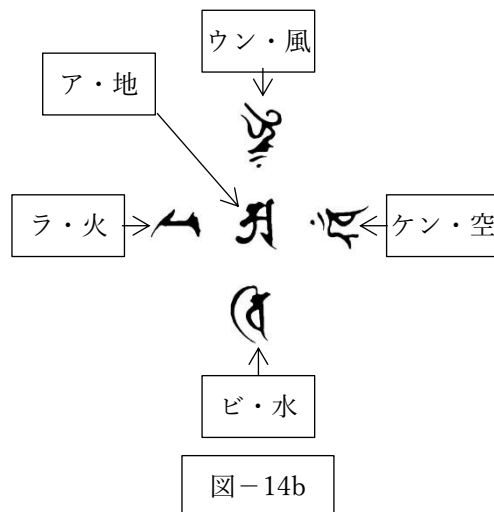 ウン・風
ア・地
ラ・火
ケン・空
ビ・水
図－14b